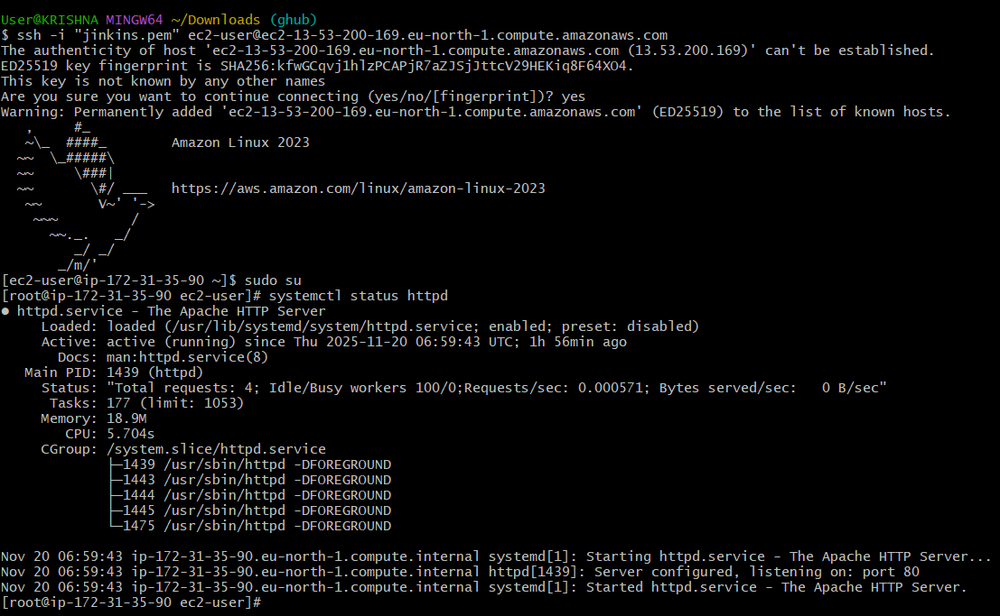 User@KRISHNA MINGW64 ~/Downloads (ghub)
$ ssh -i "jinkins.pem" ec2-user@ec2-13-53-200-169.eu-north-1.compute.amazonaws.com
The authenticity of host 'ec2-13-53-200-169.eu-north-1.compute.amazonaws.com (13.53.200.169)' can't be established.
ED25519 key fingerprint is SHA256:kfwGCqvj1hlzPCAPjR7aZJSjJttcV29HEKiq8F64XO4.
This key is not known by any other names
Are you sure you want to continue connecting (yes/no/[fingerprint])? yes
Warning: Permanently added 'ec2-13-53-200-169.eu-north-1.compute.amazonaws.com' (ED25519) to the list of known hosts.
   ,     #_
   ~\_  ####_        Amazon Linux 2023
  ~~  \_#####\
  ~~     \###|
  ~~       \#/ ___   https://aws.amazon.com/linux/amazon-linux-2023
   ~~       V~' '->
    ~~~         /
      ~~._.   _/
         _/ _/
       _/m/'
[ec2-user@ip-172-31-35-90 ~]$ sudo su
[root@ip-172-31-35-90 ec2-user]# systemctl status httpd
● httpd.service - The Apache HTTP Server
     Loaded: loaded (/usr/lib/systemd/system/httpd.service; enabled; preset: disabled)
     Active: active (running) since Thu 2025-11-20 06:59:43 UTC; 1h 56min ago
       Docs: man:httpd.service(8)
   Main PID: 1439 (httpd)
     Status: "Total requests: 4; Idle/Busy workers 100/0;Requests/sec: 0.000571; Bytes served/sec:   0 B/sec"
      Tasks: 177 (limit: 1053)
     Memory: 18.9M
        CPU: 5.704s
     CGroup: /system.slice/httpd.service
             ├─1439 /usr/sbin/httpd -DFOREGROUND
             ├─1443 /usr/sbin/httpd -DFOREGROUND
             ├─1444 /usr/sbin/httpd -DFOREGROUND
             ├─1445 /usr/sbin/httpd -DFOREGROUND
             └─1475 /usr/sbin/httpd -DFOREGROUND

Nov 20 06:59:43 ip-172-31-35-90.eu-north-1.compute.internal systemd[1]: Starting httpd.service - The Apache HTTP Server...
Nov 20 06:59:43 ip-172-31-35-90.eu-north-1.compute.internal httpd[1439]: Server configured, listening on: port 80
Nov 20 06:59:43 ip-172-31-35-90.eu-north-1.compute.internal systemd[1]: Started httpd.service - The Apache HTTP Server.
[root@ip-172-31-35-90 ec2-user]#